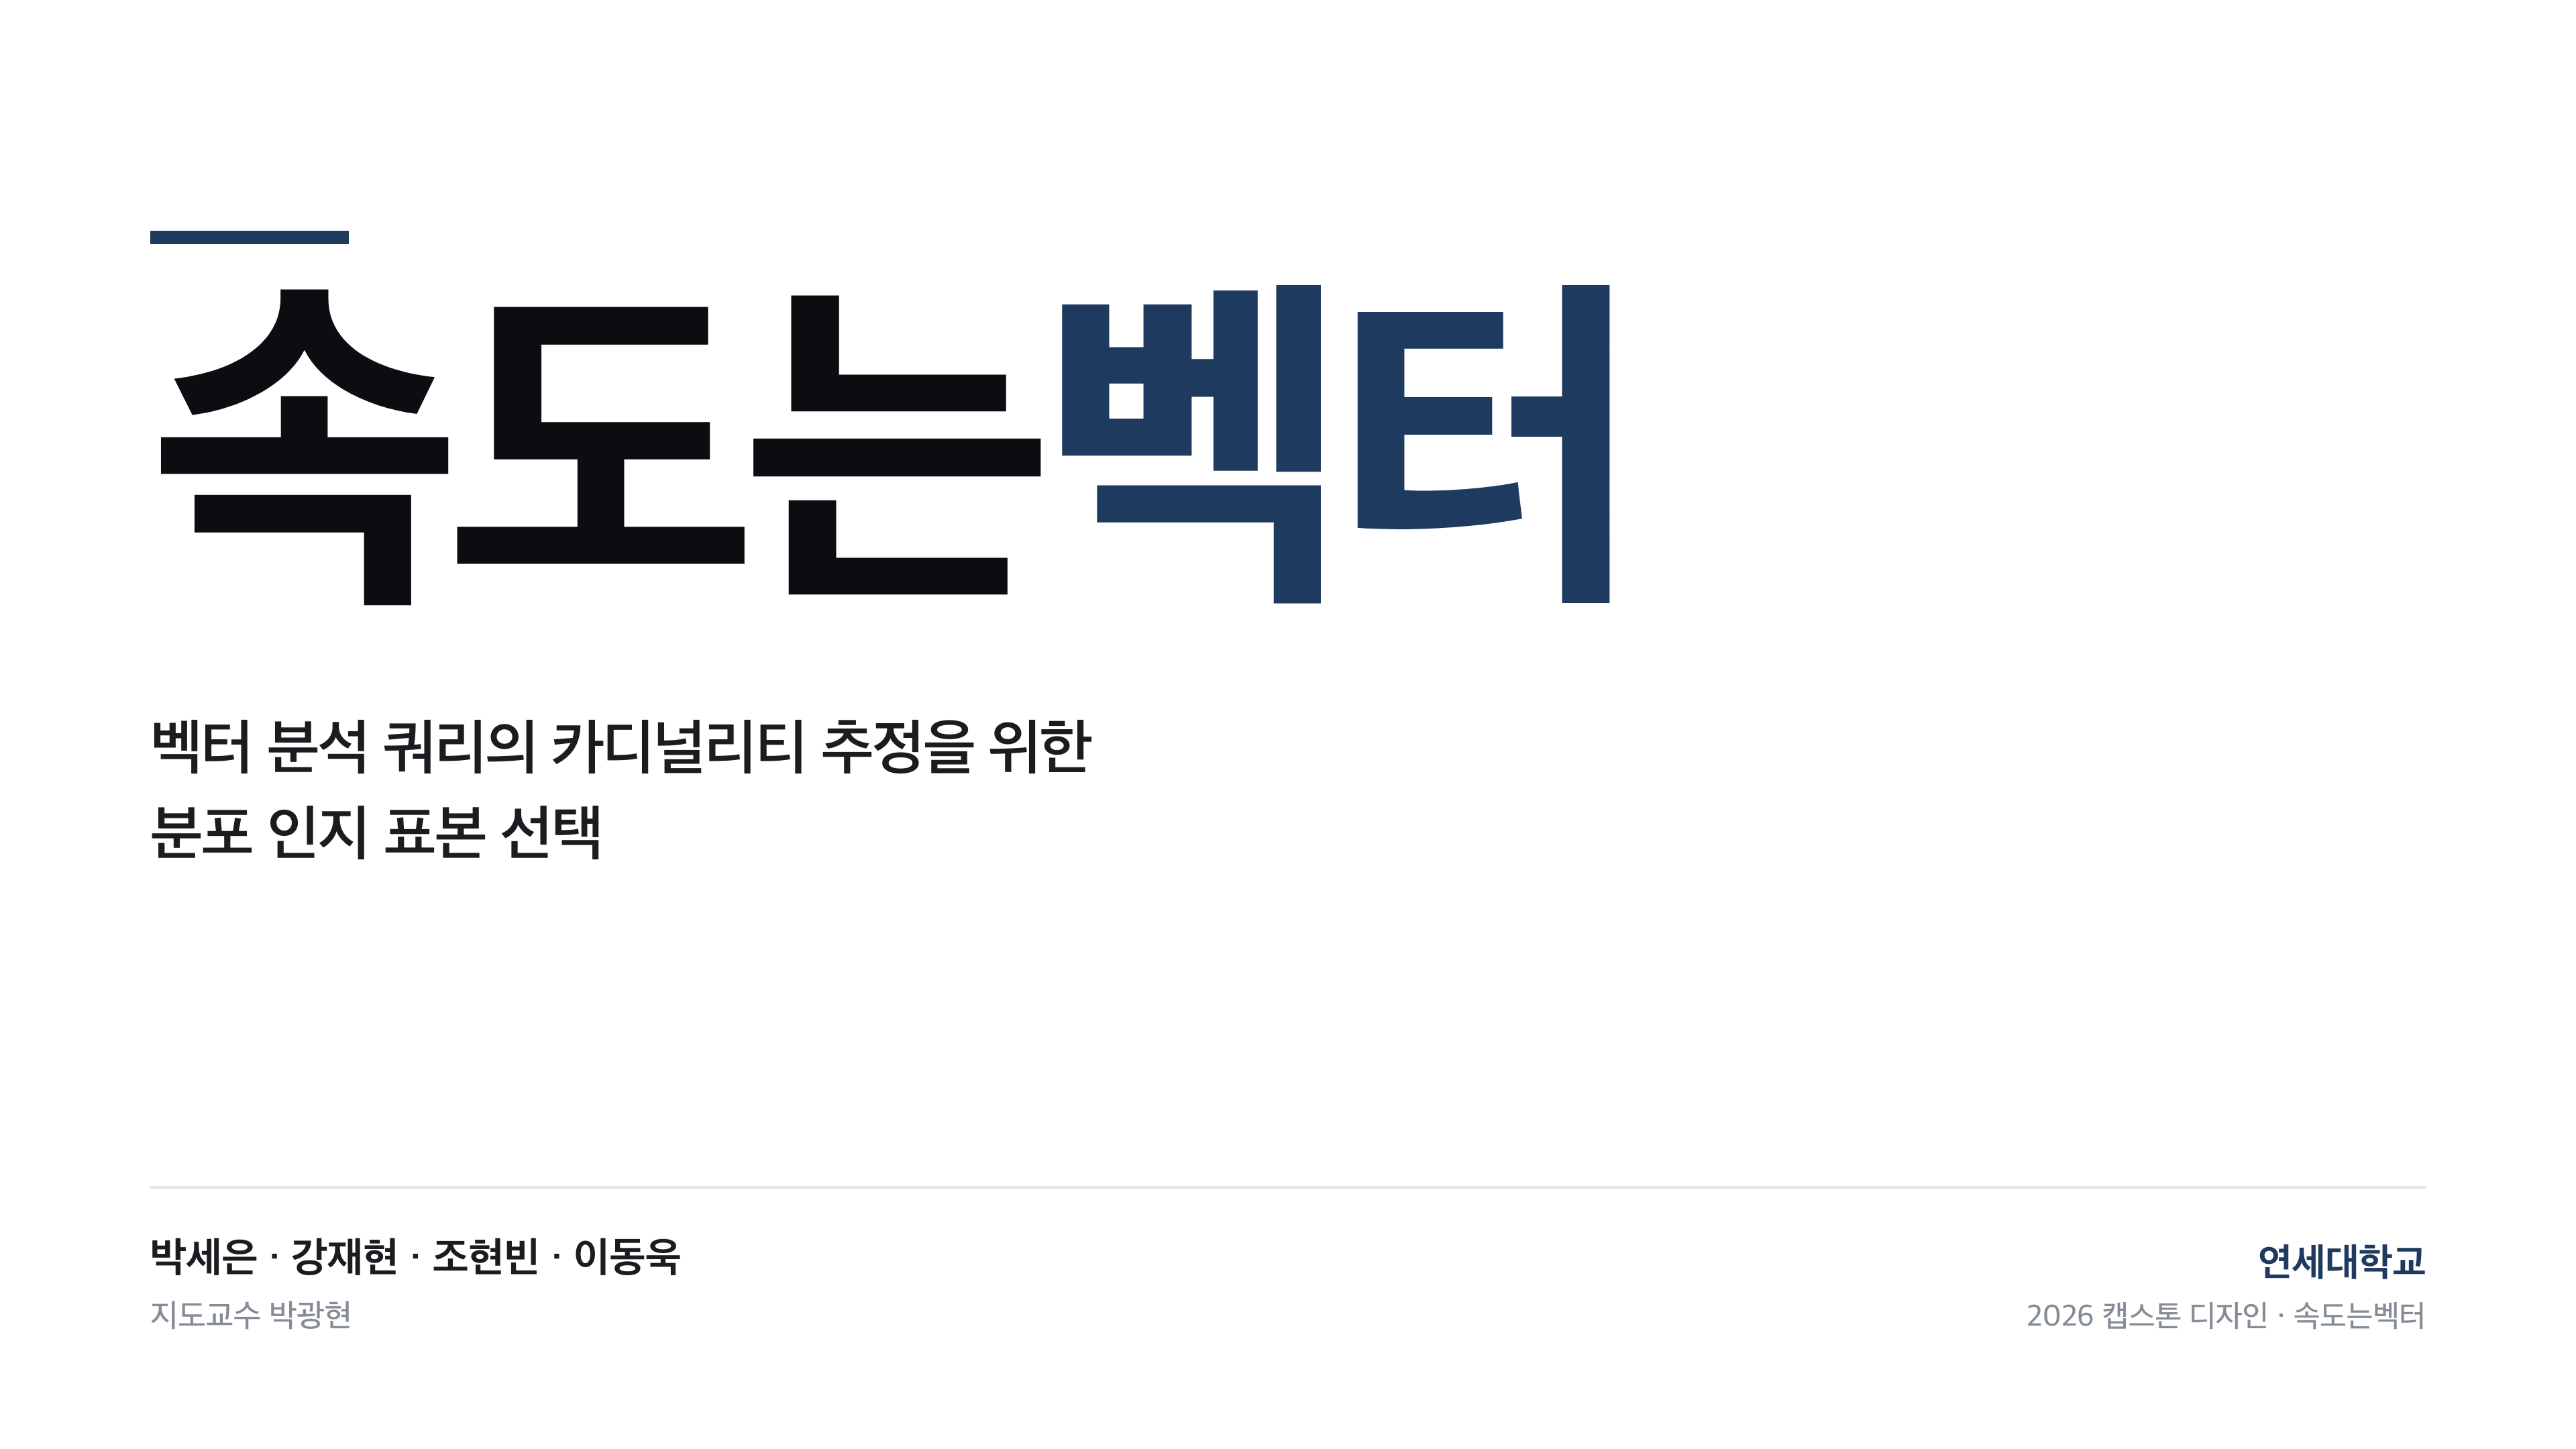 속도는벡터
벡터 분석 쿼리의 카디널리티 추정을 위한
분포 인지 표본 선택
박세은 · 강재현 · 조현빈 · 이동욱
지도교수 박광현
연세대학교
2026 캡스톤 디자인 · 속도는벡터